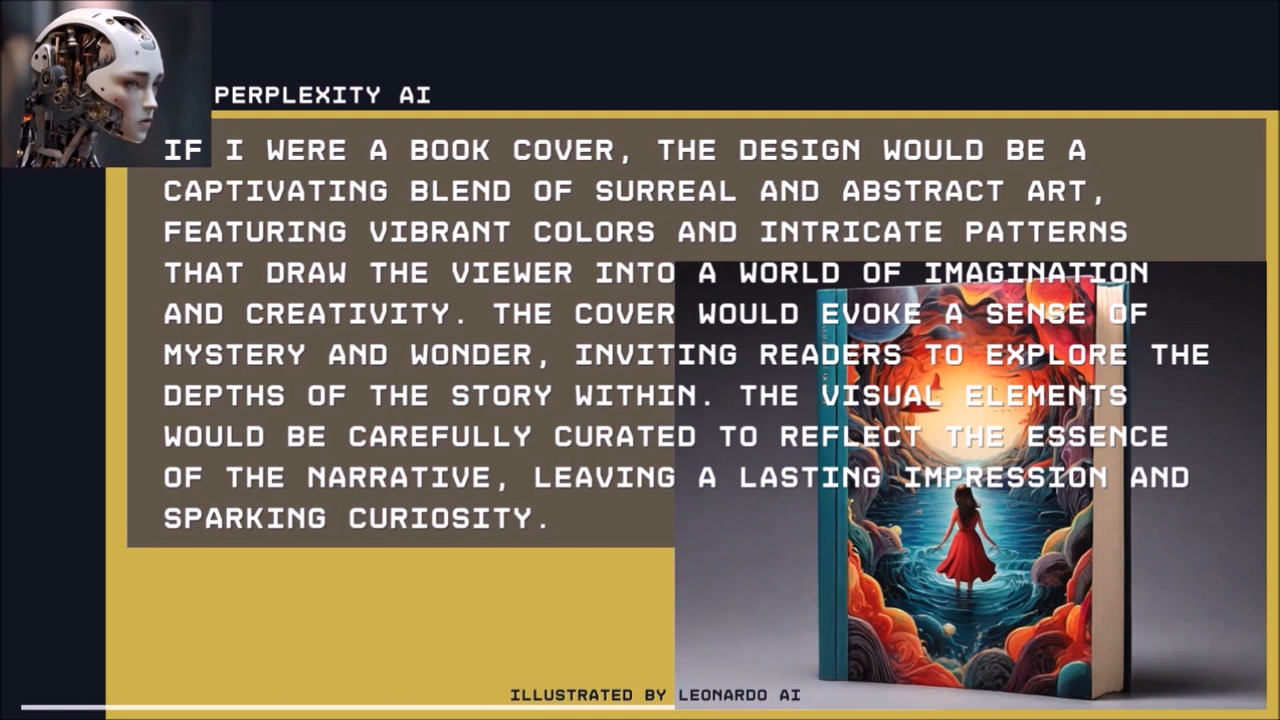 PERPLEXITY AI
IF I WERE A BOOK COVER, THE DESIGN WOULD BE A
CAPTIVATING BLEND OF SURREAL AND ABSTRACT ART,
FEATURING VIBRANT COLORS AND INTRICATE PATTERNS
THAT DRAW THE VIEWER INTO A WORLD OF IMAGINATION
AND CREATIVITY. THE COVER WOULD EVOKE A SENSE OF
MYSTERY AND WONDER, INVITING READERS TO EXPLORE THE
DEPTHS OF THE STORY WITHIN. THE VISUAL ELEMENTS
WOULD BE CAREFULLY CURATED TO REFLECT THE ESSENCE
OF THE NARRATIVE, LEAVING A LASTING IMPRESSION AND
SPARKING CURIOSITY.
ILLUSTRATED BY LEONARDO AI